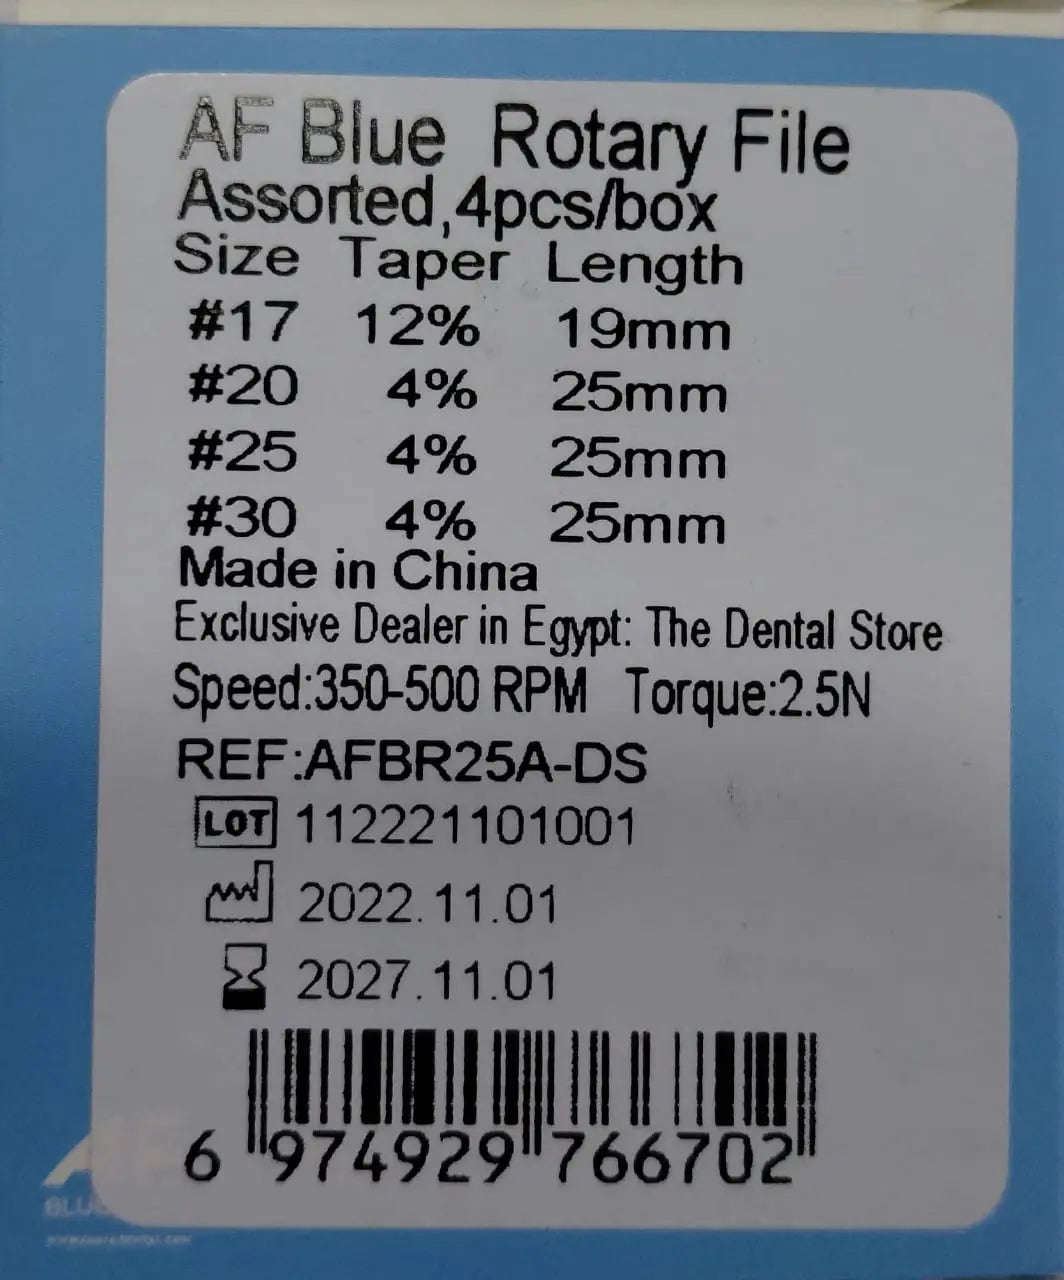 AF Blue Rotary File
Assorted,4pcs/box
Size Taper Length
#17 12% 19mm
#20 4% 25mm
#25 4% 25mm
#30 4% 25mm
Made in China
Exclusive Dealer in Egypt: The Dental Store
Speed:350-500 RPM Torque:2.5N
REF:AFBR25A-DS
LOT 112221101001
2022.11.01
2027.11.01
6 974929 766702